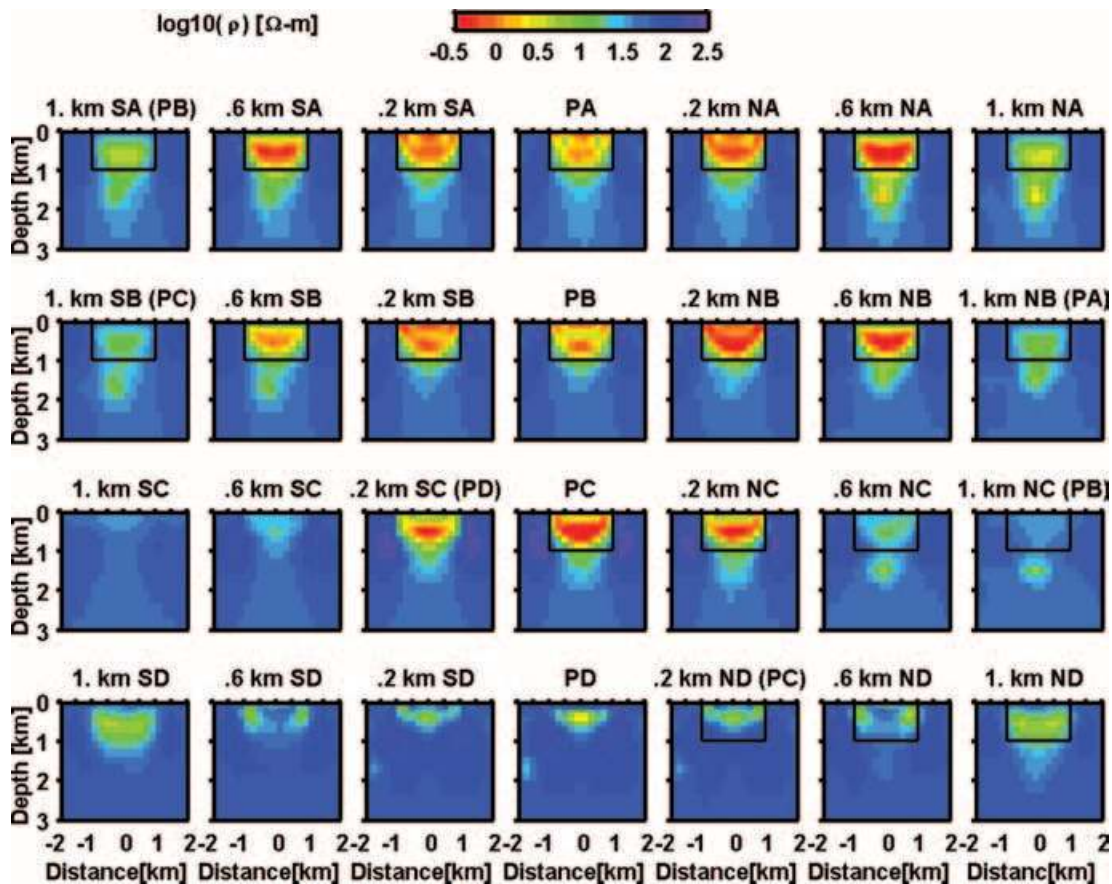 log10( ρ) [Ω-m]
-0.5 0 0.5 1 1.5 2 2.5
1. km SA (PB) .6 km SA .2 km SA PA .2 km NA .6 km NA 1. km NA
0
1
2
3
Depth [km]
1. km SB (PC) .6 km SB .2 km SB PB .2 km NB .6 km NB 1. km NB (PA)
0
1
2
3
Depth [km]
1. km SC .6 km SC .2 km SC (PD) PC .2 km NC .6 km NC 1. km NC (PB)
0
1
2
3
Depth [km]
1. km SD .6 km SD .2 km SD PD .2 km ND (PC) .6 km ND 1. km ND
0
1
2
3
Depth [km]
-2 -1 0 1 2-2 -1 0 1 2-2 -1 0 1 2-2 -1 0 1 2-2 -1 0 1 2-2 -1 0 1 2-2 -1 0 1 2
Distance[km] Distance[km] Distance[km] Distance[km] Distance[km] Distance[km] Distanc[km]